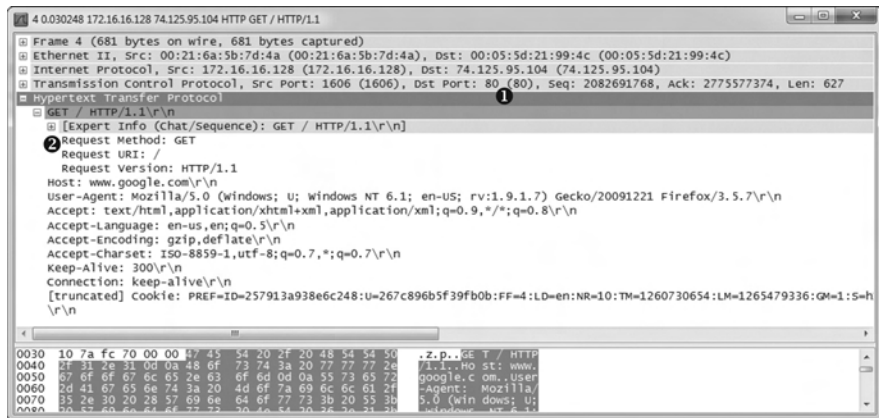 4 0.030248 172.16.16.128 74.125.95.104 HTTP GET / HTTP/1.1
Frame 4 (681 bytes on wire, 681 bytes captured)
Ethernet II, Src: 00:21:6a:5b:7d:4a (00:21:6a:5b:7d:4a), Dst: 00:05:5d:21:99:4c (00:05:5d:21:99:4c)
Internet Protocol, Src: 172.16.16.128 (172.16.16.128), Dst: 74.125.95.104 (74.125.95.104)
Transmission Control Protocol, Src Port: 1606 (1606), Dst Port: 80 (80), Seq: 2082691768, Ack: 2775577374, Len: 627
❶
Hypertext Transfer Protocol
GET / HTTP/1.1\r\n
[Expert Info (Chat/Sequence): GET / HTTP/1.1\r\n]
❷ Request Method: GET
Request URI: /
Request Version: HTTP/1.1
Host: www.google.com\r\n
User-Agent: Mozilla/5.0 (Windows; U; Windows NT 6.1; en-US; rv:1.9.1.7) Gecko/20091221 Firefox/3.5.7\r\n
Accept: text/html,application/xhtml+xml,application/xml;q=0.9,*/*;q=0.8\r\n
Accept-Language: en-us,en;q=0.5\r\n
Accept-Encoding: gzip,deflate\r\n
Accept-Charset: ISO-8859-1,utf-8;q=0.7,*;q=0.7\r\n
Keep-Alive: 300\r\n
Connection: keep-alive\r\n
[truncated] Cookie: PREF=ID=257913a938e6c248:U=267c896b5f39fb0b:FF=4:LD=en:NR=10:TM=1260730654:LM=1265479336:GM=1:S=h
\r\n
0030 10 7a fc 70 00 00 47 45 54 20 2f 20 48 54 54 50 .z.p..GE T / HTTP
0040 2f 31 2e 31 0d 0a 48 6f 73 74 3a 20 77 77 77 2e /1.1..Ho st: www.
0050 67 6f 6f 67 6c 65 2e 63 6f 6d 0d 0a 55 73 65 72 google.c om..User
0060 2d 41 67 65 6e 74 3a 20 4d 6f 7a 69 6c 6c 61 2f -Agent: Mozilla/
0070 35 2e 30 20 28 57 69 6e 64 6f 77 73 3b 20 55 3b 5.0 (Win dows; U;